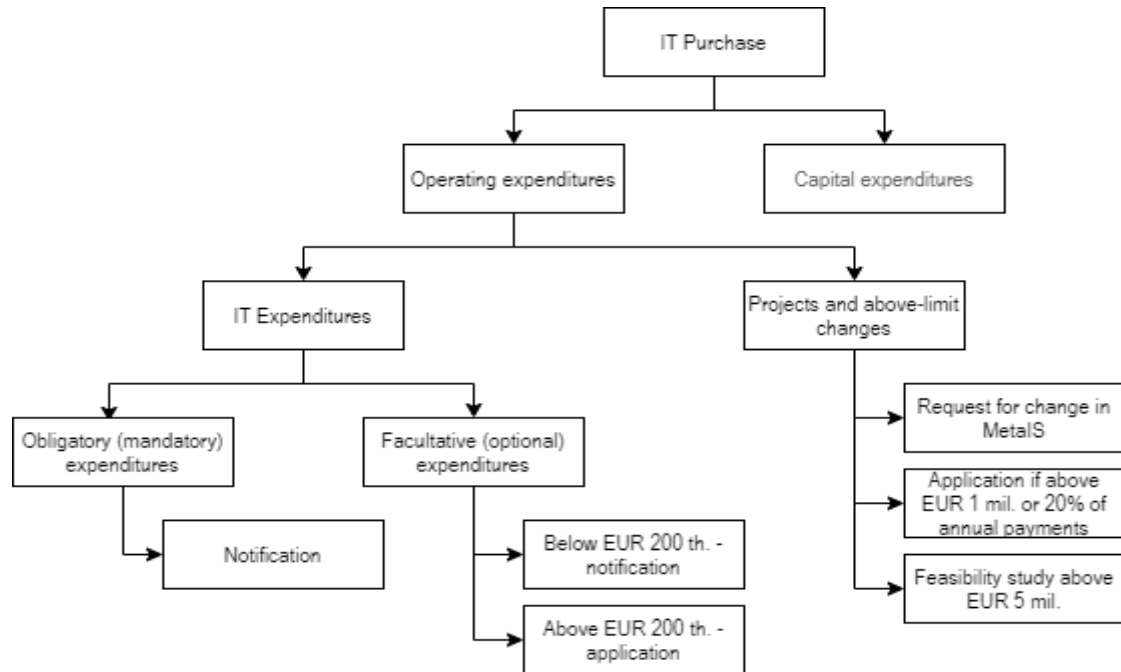 IT Purchase
Operating expenditures
Capital expenditures
IT Expenditures
Projects and above-limit
changes
Obligatory (mandatory)
expenditures
Facultative (optional)
expenditures
Request for change in
MetaIS
Application if above
EUR 1 mil. or 20% of
annual payments
Notification
Below EUR 200 th. -
notification
Feasibility study above
EUR 5 mil.
Above EUR 200 th. -
application